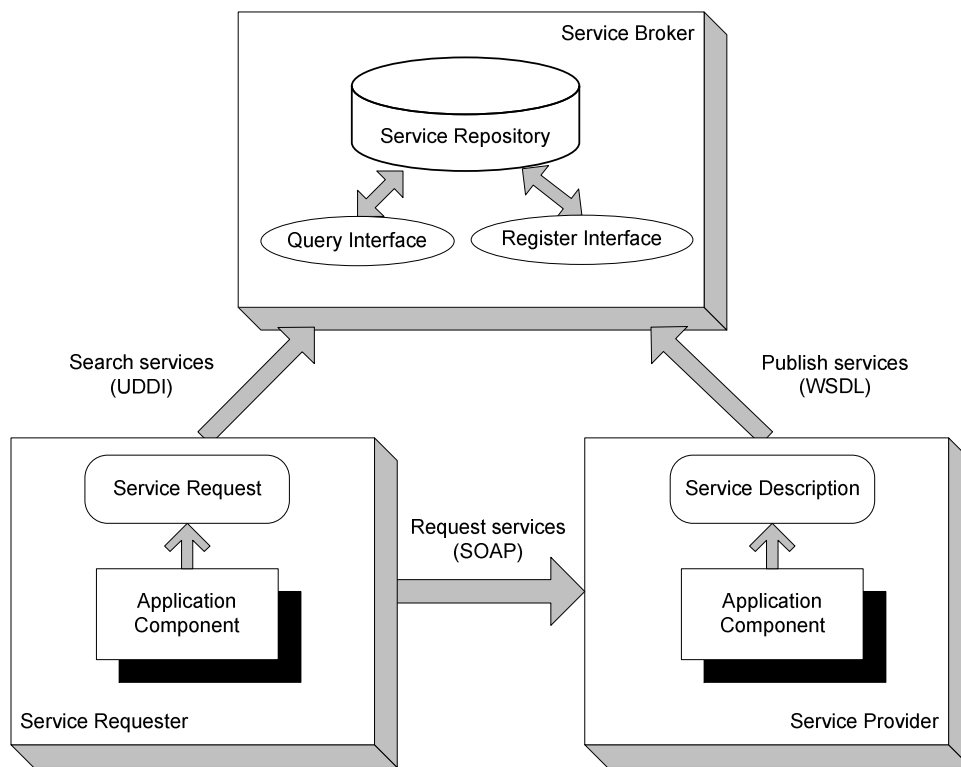 Service Broker
Service Repository
Query Interface
Register Interface
Search services
(UDDI)
Publish services
(WSDL)
Service Request
Application
Component
Service Requester
Request services
(SOAP)
Service Description
Application
Component
Service Provider